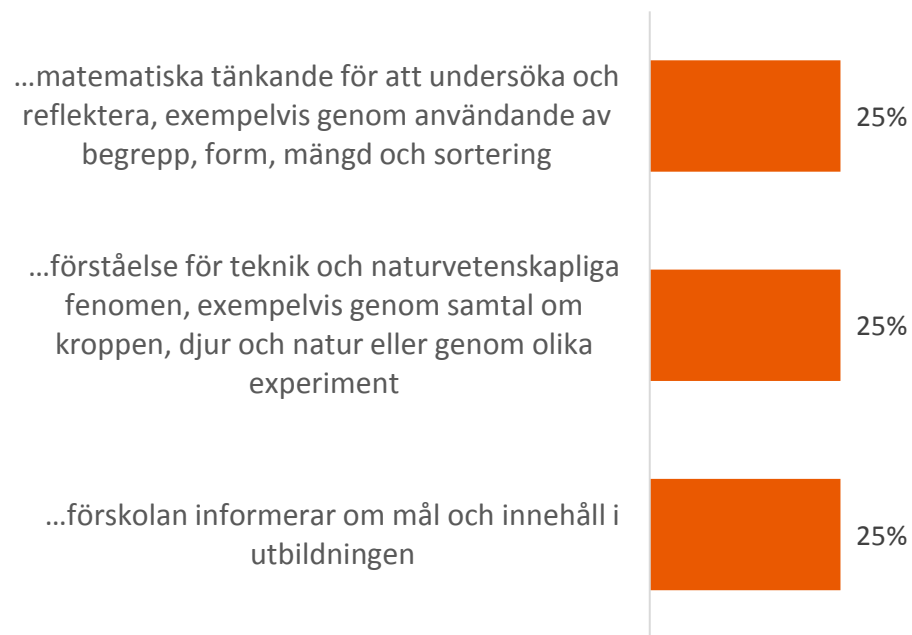 ...matematiska tänkande för att undersöka och
reflektera, exempelvis genom användande av
begrepp, form, mängd och sortering
25%
...förståelse för teknik och naturvetenskapliga
fenomen, exempelvis genom samtal om
kroppen, djur och natur eller genom olika
experiment
25%
...förskolan informerar om mål och innehåll i
utbildningen
25%